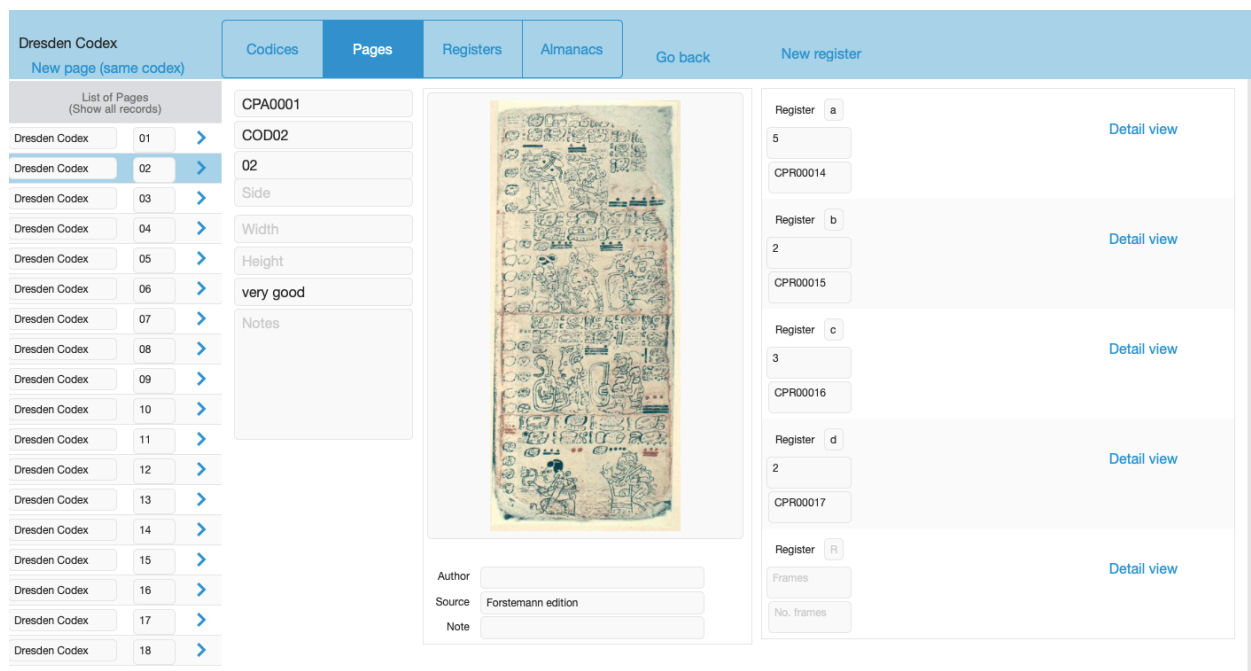 Dresden Codex
New page (same codex)
Codices
Pages
Registers
Almanacs
Go back
New register
List of Pages
(Show all records)
Dresden Codex 01
Dresden Codex 02
Dresden Codex 03
Dresden Codex 04
Dresden Codex 05
Dresden Codex 06
Dresden Codex 07
Dresden Codex 08
Dresden Codex 09
Dresden Codex 10
Dresden Codex 11
Dresden Codex 12
Dresden Codex 13
Dresden Codex 14
Dresden Codex 15
Dresden Codex 16
Dresden Codex 17
Dresden Codex 18
CPA0001
COD02
02
Side
Width
Height
very good
Notes
Author
Source Forstemann edition
Note
Register a
Detail view
5
CPR00014
Register b
Detail view
2
CPR00015
Register c
Detail view
3
CPR00016
Register d
Detail view
2
CPR00017
Register R
Detail view
Frames
No. frames